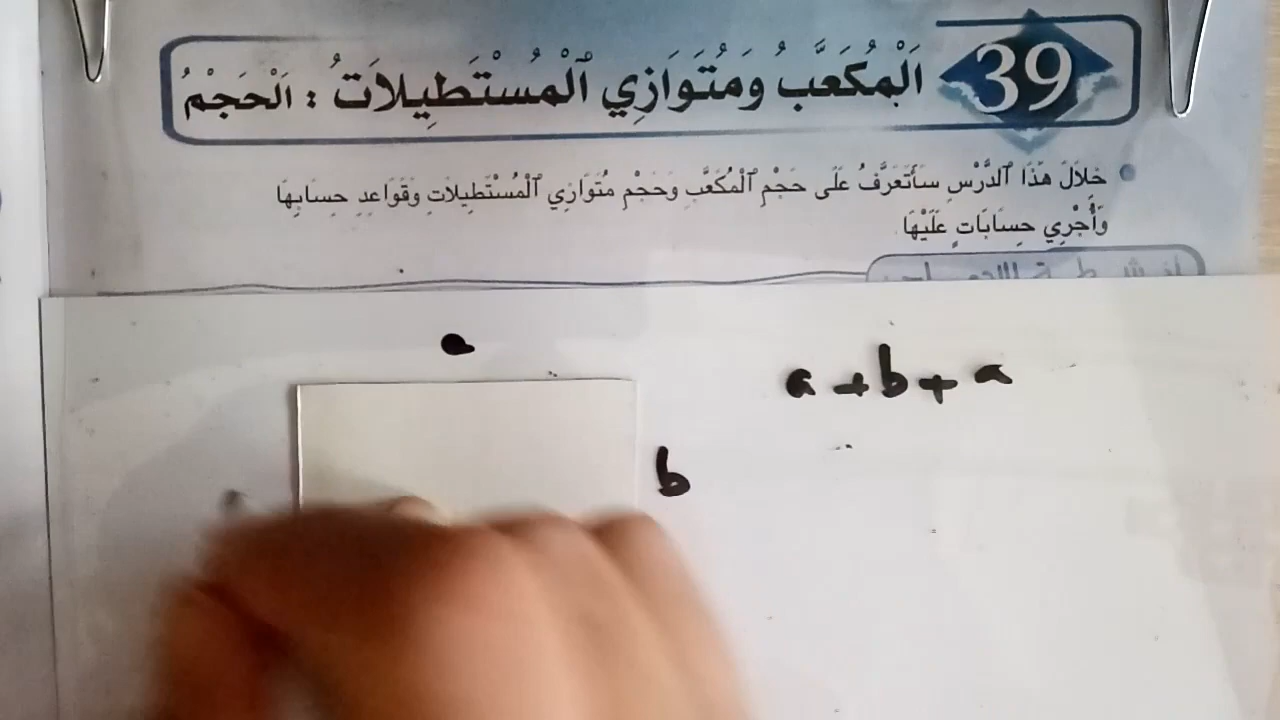 39 اَلْمُكَعَّبُ وَمُتَوَازِي ٱلْمُسْتَطِيلَاتُ : اَلْحَجْمُ
خِلَالَ هَذَا ٱلدَّرْسِ سَأَتَعَرَّفُ عَلَى حَجْمِ ٱلْمُكَعَّبِ وَحَجْمِ مُتَوَازِي ٱلْمُسْتَطِيلَاتِ وَقَوَاعِدِ حِسَابِهَا
وَأُجْرِي حِسَابَاتٍ عَلَيْهَا
a
a + b + a
b